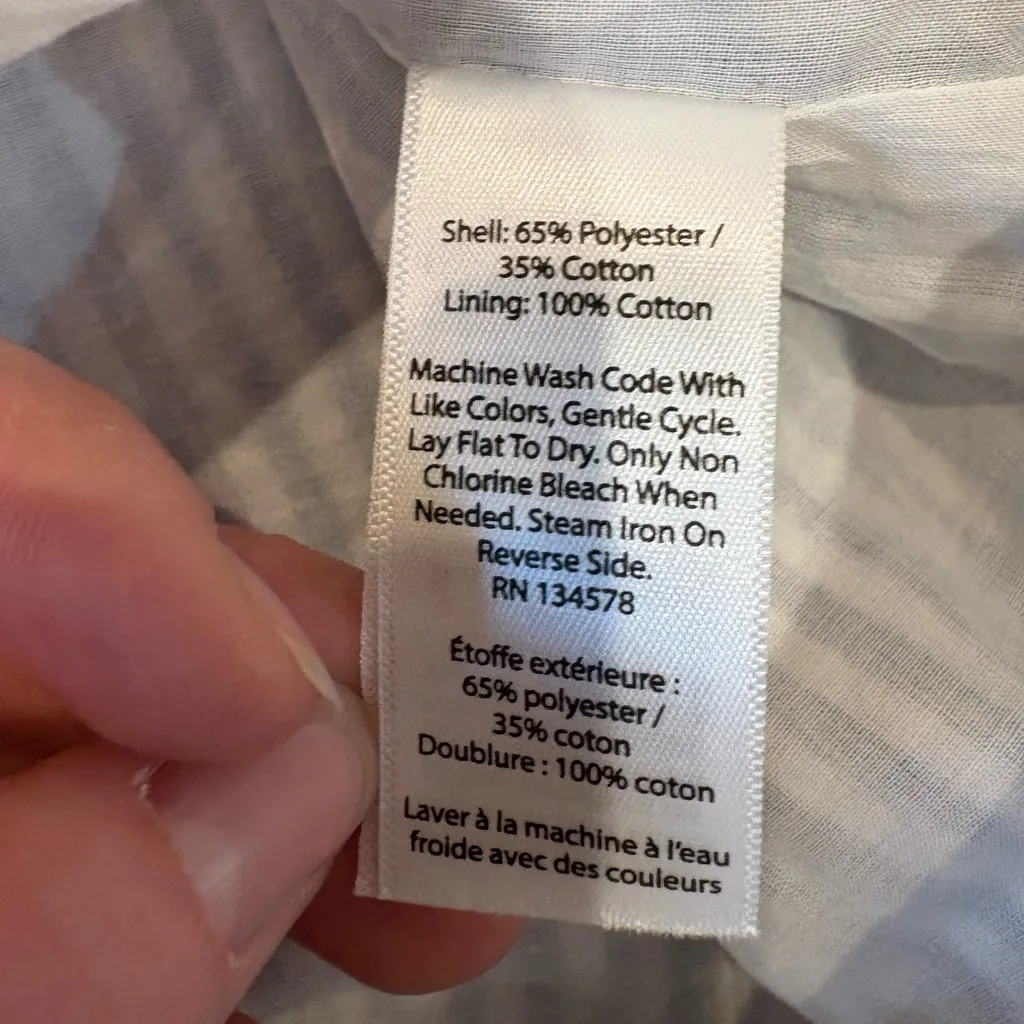 Shell: 65% Polyester /
35% Cotton
Lining: 100% Cotton
Machine Wash Code With
Like Colors, Gentle Cycle.
Lay Flat To Dry. Only Non
Chlorine Bleach When
Needed. Steam Iron On
Reverse Side.
RN 134578
Étoffe extérieure :
65% polyester /
35% coton
Doublure : 100% coton
Laver à la machine à l'eau
froide avec des couleurs